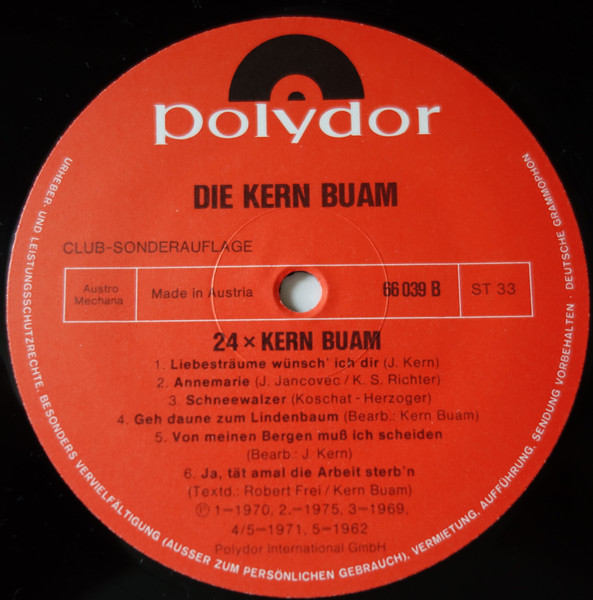 polydor
DIE KERN BUAM
CLUB-SONDERAUFLAGE
Austro
Mechana
Made in Austria
66 039 B
ST 33
24 × KERN BUAM
1. Liebesträume wünsch' ich dir (J. Kern)
2. Annemarie (J. Jancovec / K. S. Richter)
3. Schneewalzer (Koschat - Herzoger)
4. Geh daune zum Lindenbaum (Bearb.: Kern Buam)
5. Von meinen Bergen muß ich scheiden
(Bearb.: J. Kern)
6. Ja, tät amal die Arbeit sterb'n
(Textd.: Robert Frei / Kern Buam)
Ⓟ 1—1970, 2.—1975, 3—1969,
4/5—1971, 5—1962
Polydor International GmbH
URHEBER- UND LEISTUNGSSCHUTZRECHTE, BESONDERS VERVIELFÄLTIGUNG (AUSSER ZUM PERSÖNLICHEN GEBRAUCH), VERMIETUNG, AUFFÜHRUNG, SENDUNG VORBEHALTEN · DEUTSCHE GRAMMOPHON